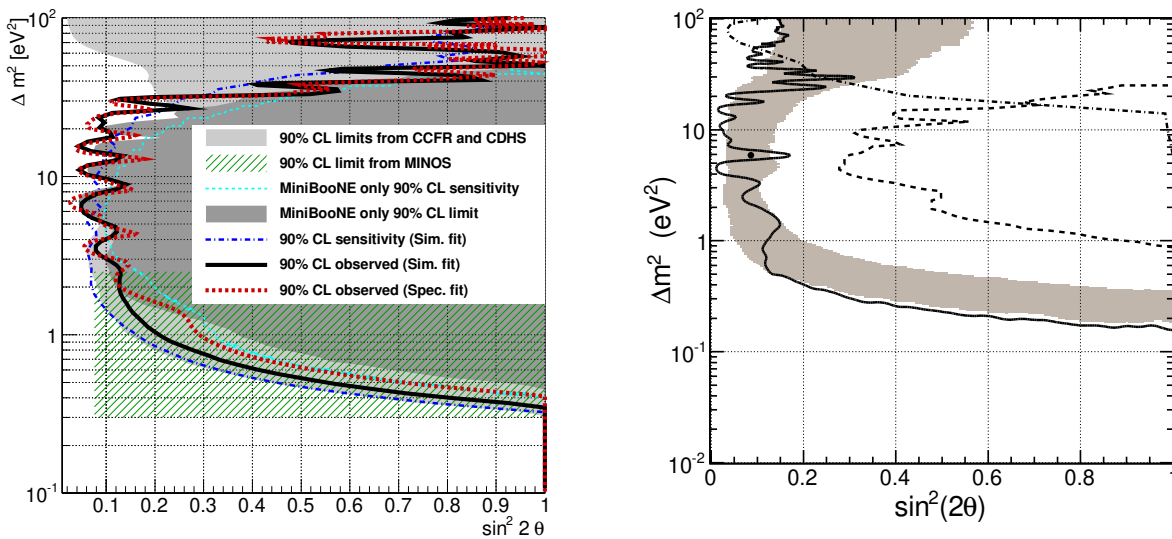 Δ m² [eV²]
10²
10
1
10⁻¹
90% CL limits from CCFR and CDHS
90% CL limit from MINOS
MiniBooNE only 90% CL sensitivity
MiniBooNE only 90% CL limit
90% CL sensitivity (Sim. fit)
90% CL observed (Sim. fit)
90% CL observed (Spec. fit)
0.1 0.2 0.3 0.4 0.5 0.6 0.7 0.8 0.9 1
sin² 2 θ
Δm² (eV²)
10²
10
1
10⁻¹
10⁻²
0 0.2 0.4 0.6 0.8 1
sin²(2θ)